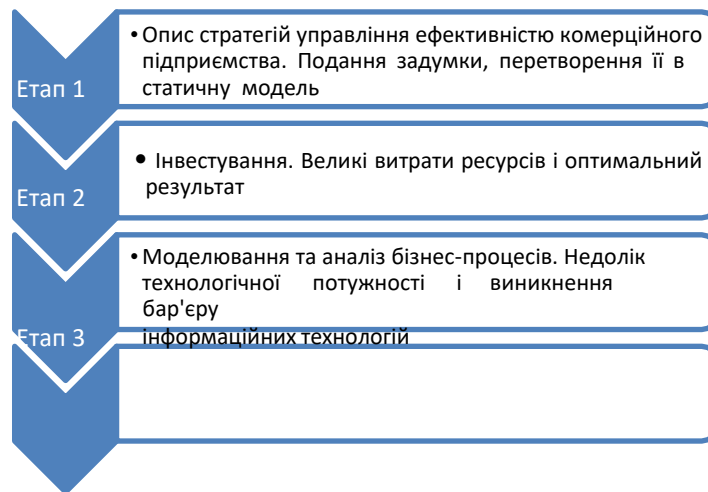 • Опис стратегій управління ефективністю комерційного
підприємства. Подання задумки, перетворення її в
статичну модель
Етап 1
• Інвестування. Великі витрати ресурсів і оптимальний
результат
Етап 2
• Моделювання та аналіз бізнес-процесів. Недолік
технологічної потужності і виникнення
бар'єру
інформаційних технологій
Етап 3